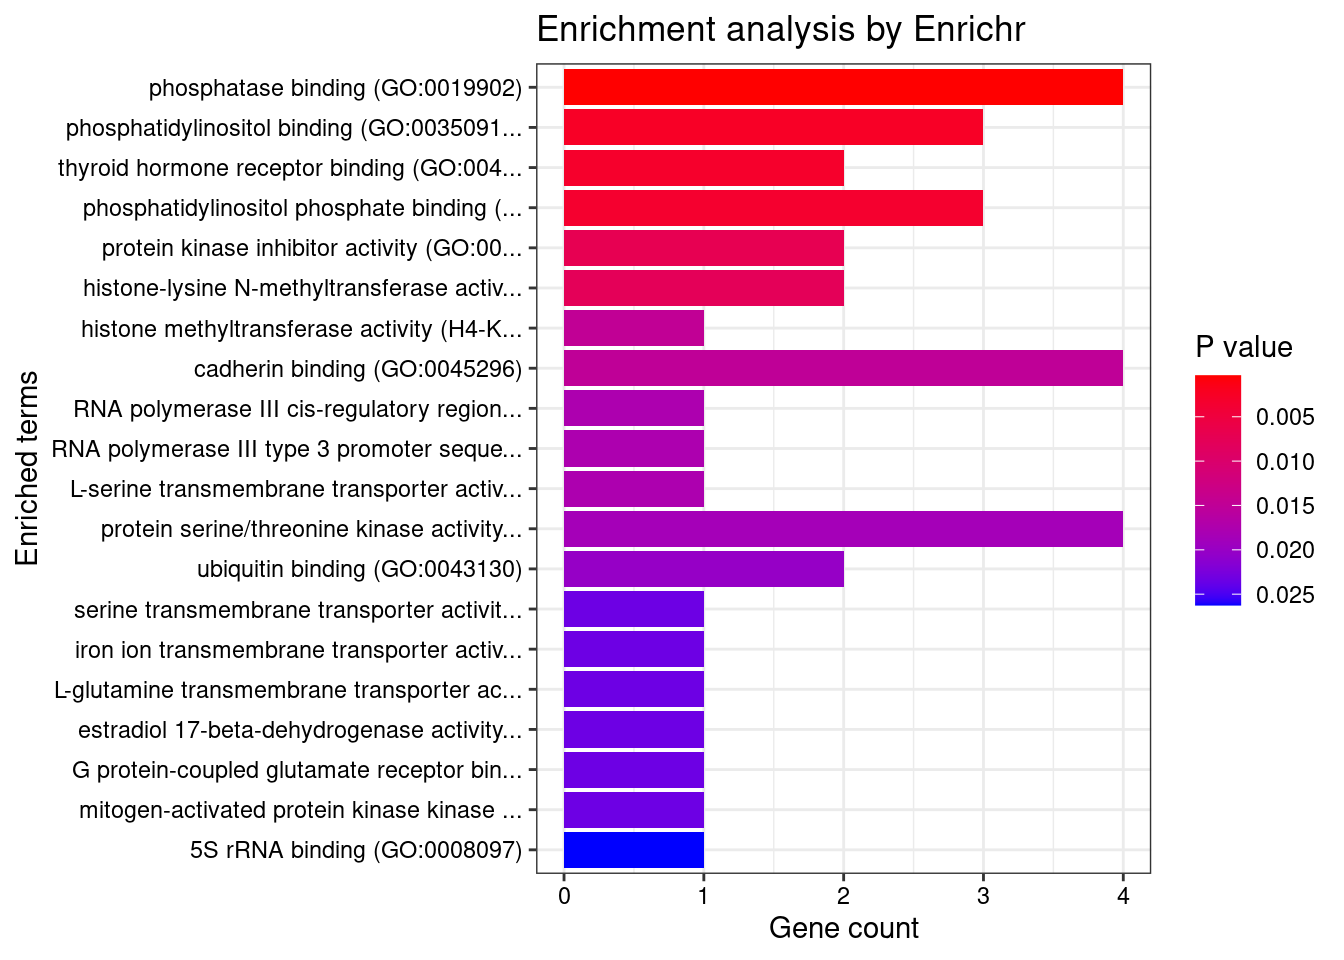 Enrichment analysis by Enrichr
phosphatase binding (GO:0019902)
phosphatidylinositol binding (GO:0035091...
thyroid hormone receptor binding (GO:004...
phosphatidylinositol phosphate binding (...
protein kinase inhibitor activity (GO:00...
histone-lysine N-methyltransferase activ...
histone methyltransferase activity (H4-K...
cadherin binding (GO:0045296)
RNA polymerase III cis-regulatory region...
RNA polymerase III type 3 promoter seque...
L-serine transmembrane transporter activ...
protein serine/threonine kinase activity...
ubiquitin binding (GO:0043130)
serine transmembrane transporter activit...
iron ion transmembrane transporter activ...
L-glutamine transmembrane transporter ac...
estradiol 17-beta-dehydrogenase activity...
G protein-coupled glutamate receptor bin...
mitogen-activated protein kinase kinase ...
5S rRNA binding (GO:0008097)
Enriched terms
0 1 2 3 4
Gene count
P value
0.005
0.010
0.015
0.020
0.025